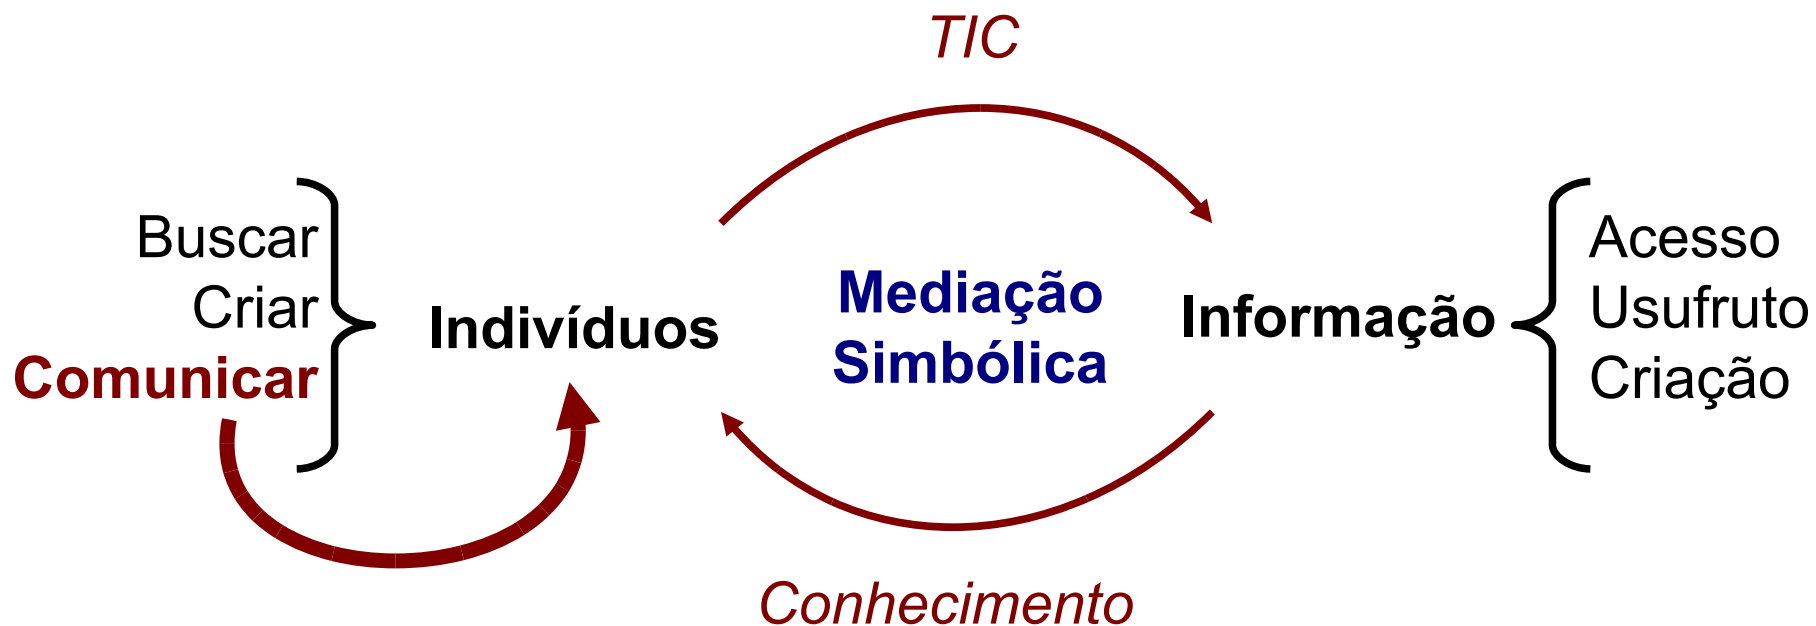 TIC
Buscar
Criar
Comunicar
Indivíduos
Mediação
Simbólica
Informação
Acesso
Usufruto
Criação
Conhecimento